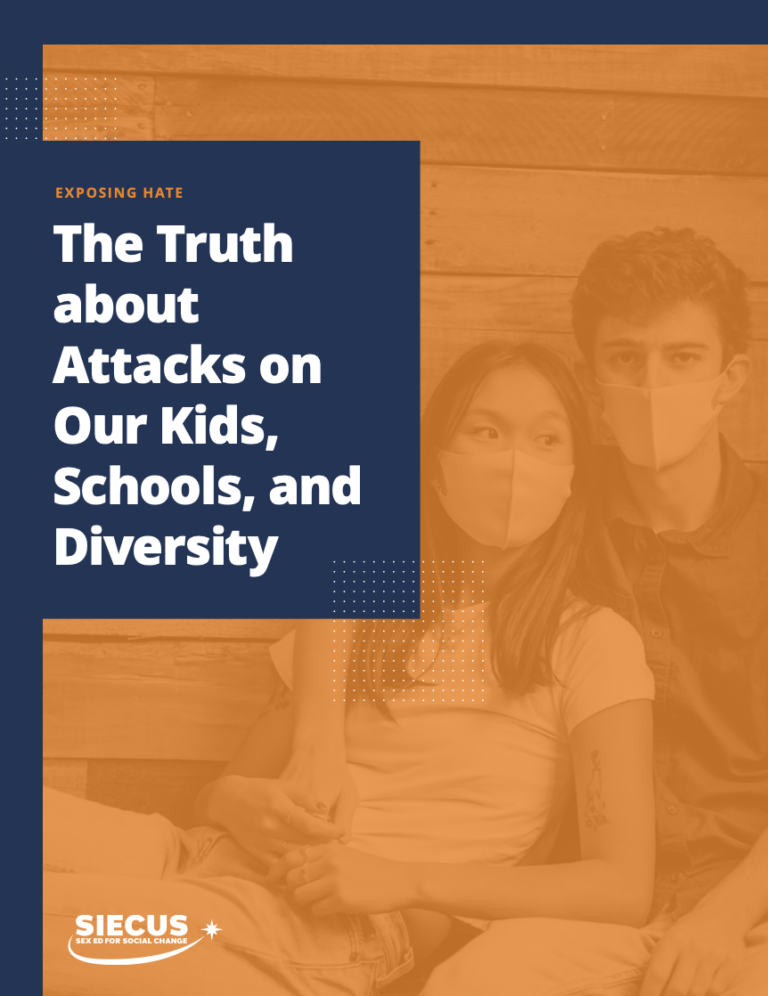 EXPOSING HATE
The Truth
about
Attacks on
Our Kids,
Schools, and
Diversity
SIECUS
SEX ED FOR SOCIAL CHANGE